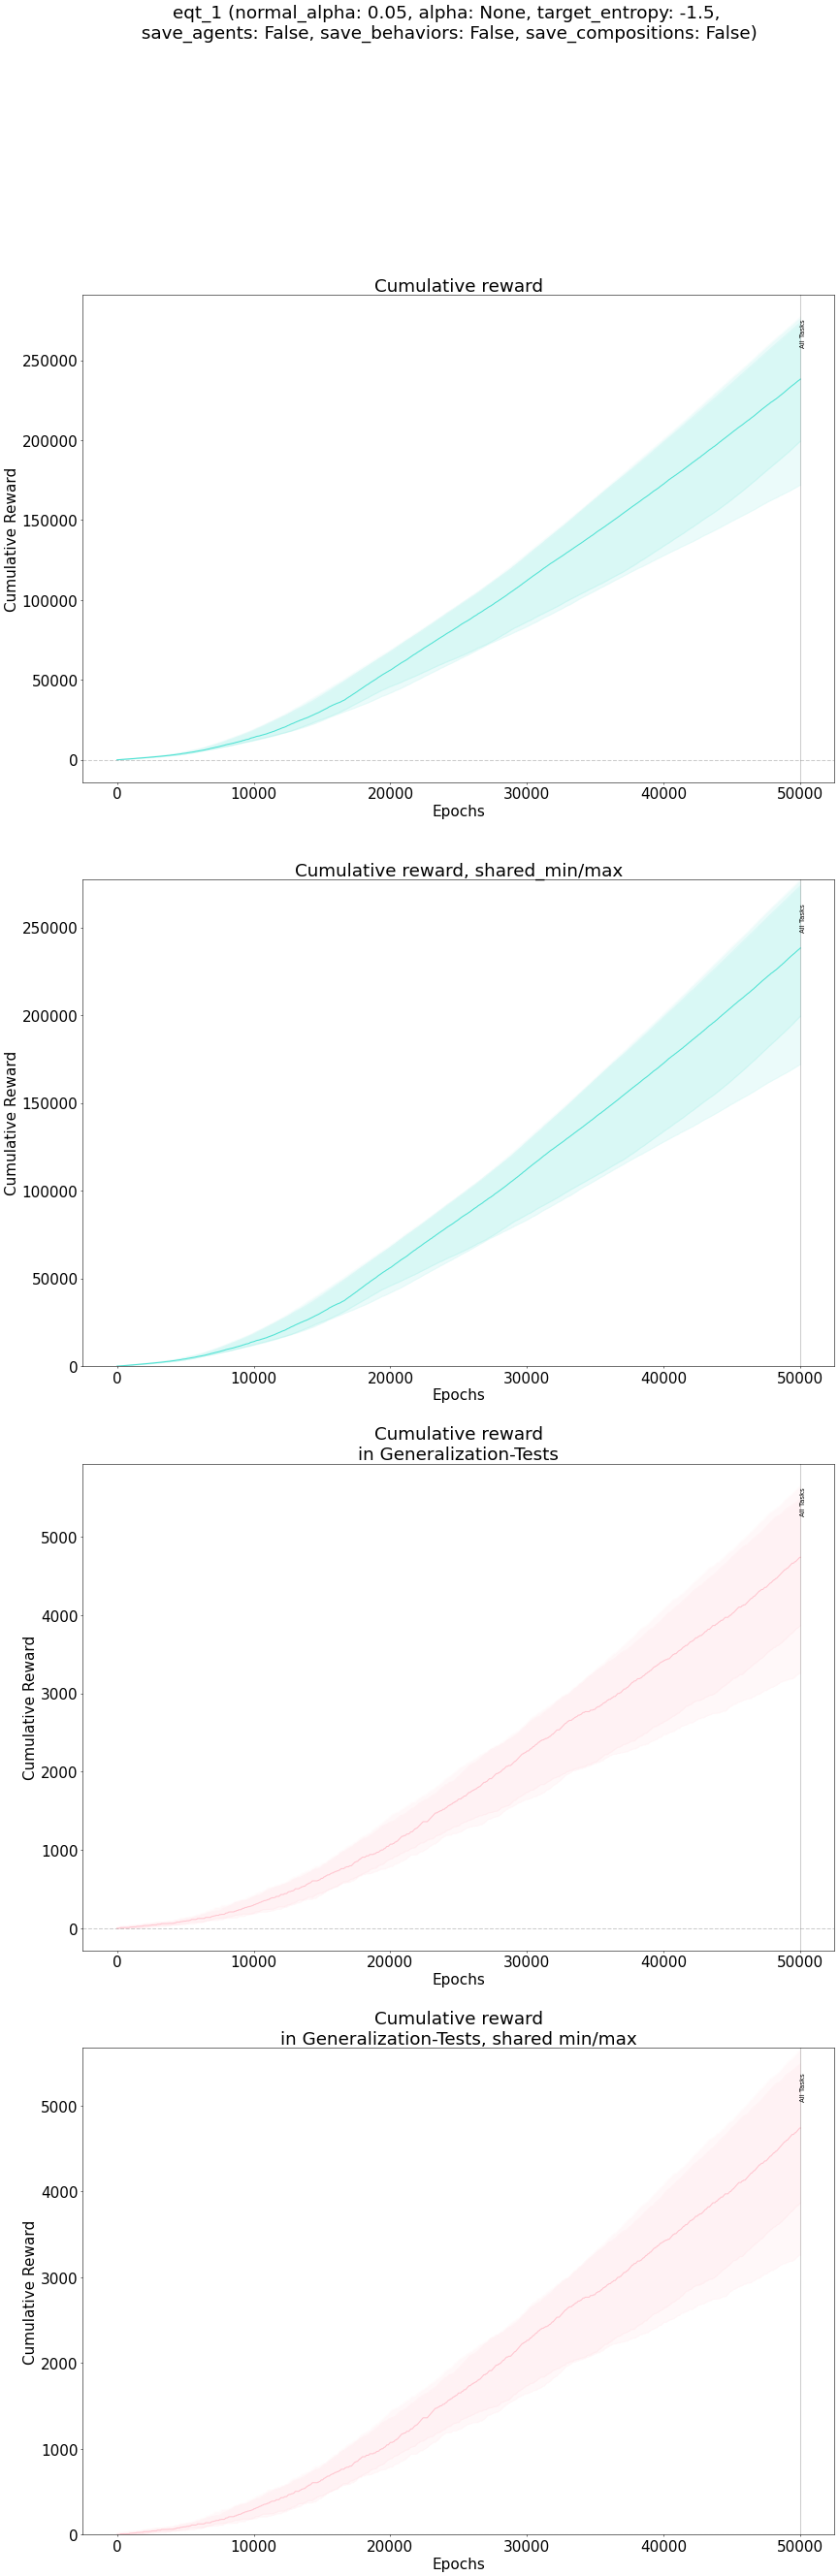 eqt_1 (normal_alpha: 0.05, alpha: None, target_entropy: -1.5,
save_agents: False, save_behaviors: False, save_compositions: False)
Cumulative reward
All Tasks
250000
200000
150000
100000
50000
0
Cumulative Reward
0 10000 20000 30000 40000 50000
Epochs
Cumulative reward, shared_min/max
All Tasks
250000
200000
150000
100000
50000
0
Cumulative Reward
0 10000 20000 30000 40000 50000
Epochs
Cumulative reward
in Generalization-Tests
All Tasks
5000
4000
3000
2000
1000
0
Cumulative Reward
0 10000 20000 30000 40000 50000
Epochs
Cumulative reward
in Generalization-Tests, shared min/max
All Tasks
5000
4000
3000
2000
1000
0
Cumulative Reward
0 10000 20000 30000 40000 50000
Epochs